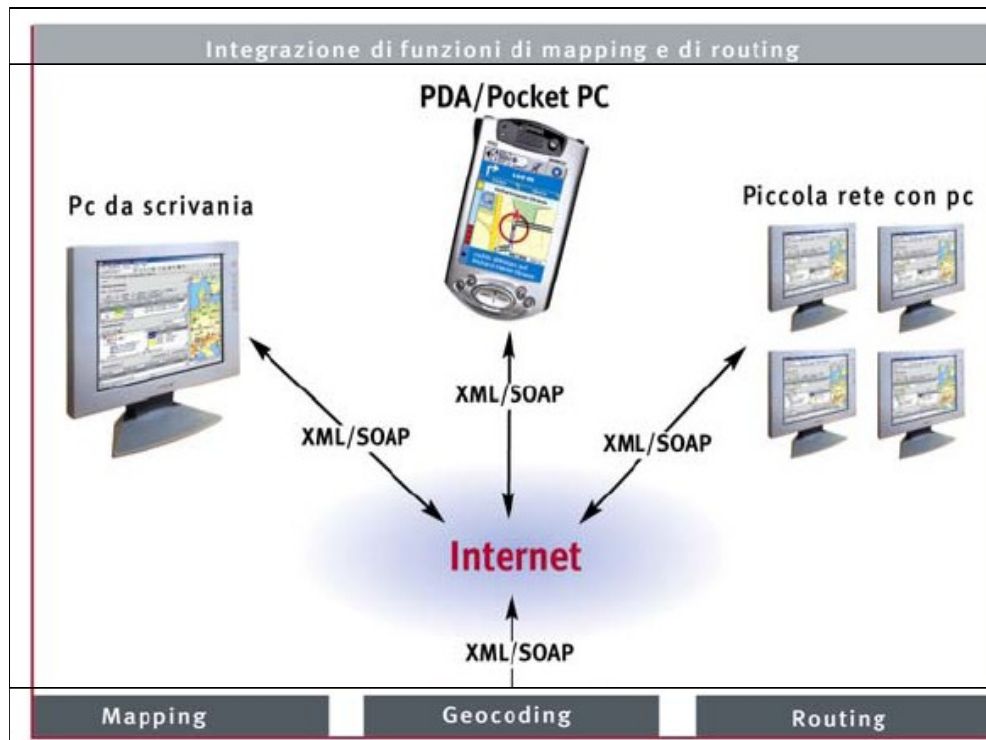 Integrazione di funzioni di mapping e di routing
PDA/Pocket PC
Pc da scrivania
Piccola rete con pc
XML/SOAP
XML/SOAP
XML/SOAP
Internet
XML/SOAP
Mapping
Geocoding
Routing